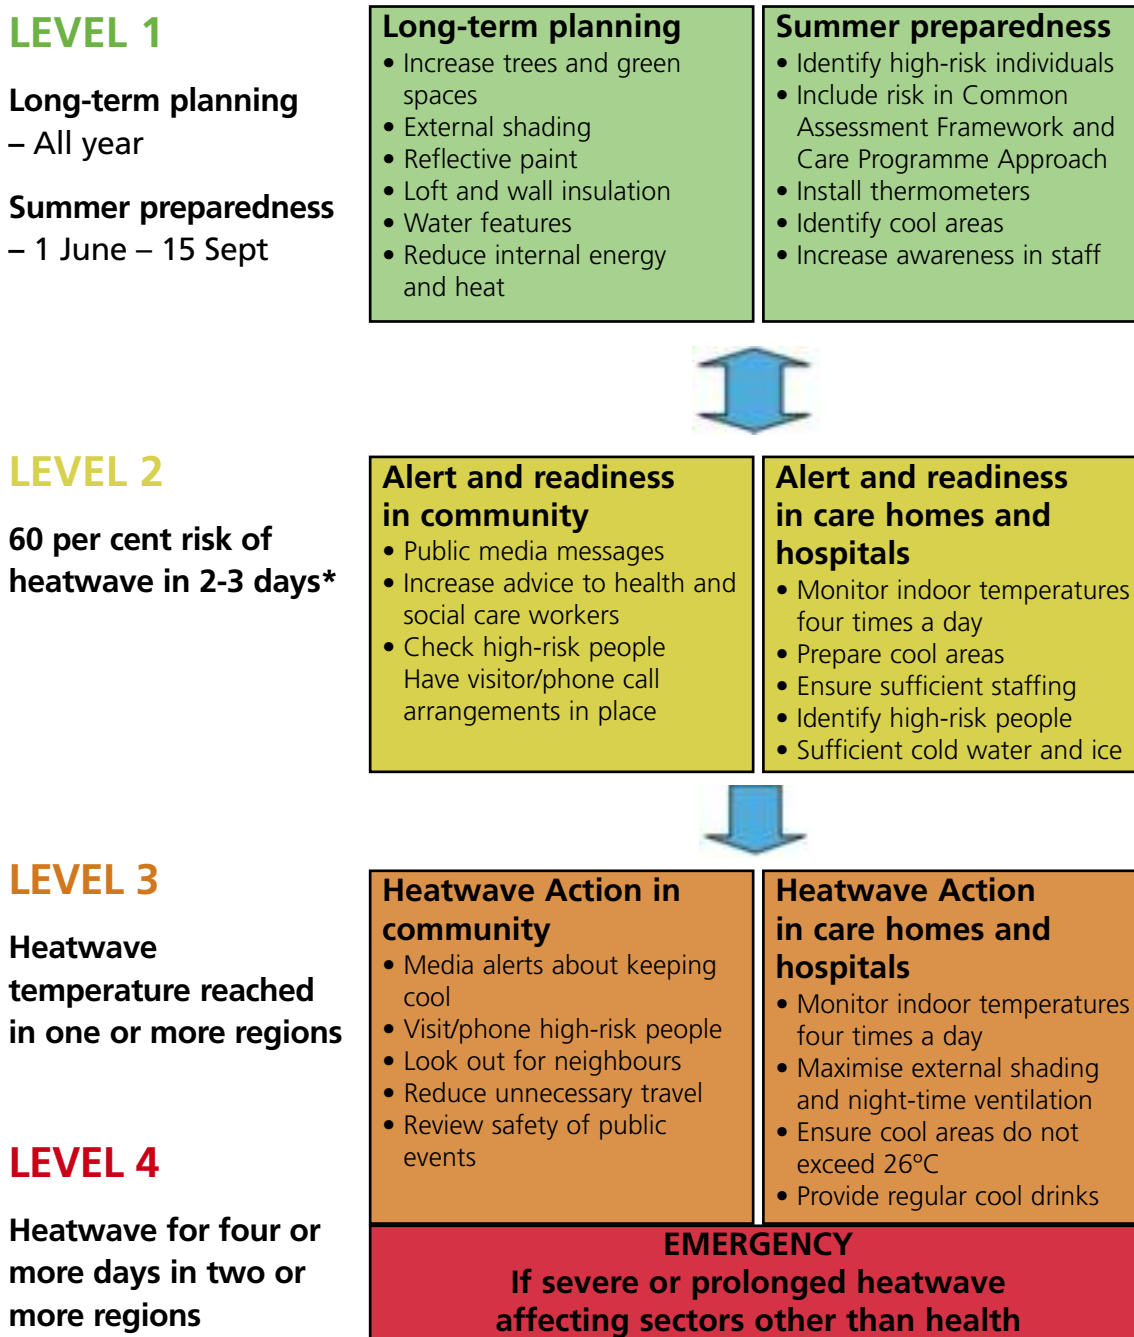 LEVEL 1
Long-term planning
– All year
Summer preparedness
– 1 June – 15 Sept
Long-term planning
• Increase trees and green
spaces
• External shading
• Reflective paint
• Loft and wall insulation
• Water features
• Reduce internal energy
and heat
Summer preparedness
• Identify high-risk individuals
• Include risk in Common
Assessment Framework and
Care Programme Approach
• Install thermometers
• Identify cool areas
• Increase awareness in staff
LEVEL 2
60 per cent risk of
heatwave in 2-3 days*
Alert and readiness
in community
• Public media messages
• Increase advice to health and
social care workers
• Check high-risk people
Have visitor/phone call
arrangements in place
Alert and readiness
in care homes and
hospitals
• Monitor indoor temperatures
four times a day
• Prepare cool areas
• Ensure sufficient staffing
• Identify high-risk people
• Sufficient cold water and ice
LEVEL 3
Heatwave
temperature reached
in one or more regions
Heatwave Action in
community
• Media alerts about keeping
cool
• Visit/phone high-risk people
• Look out for neighbours
• Reduce unnecessary travel
• Review safety of public
events
Heatwave Action
in care homes and
hospitals
• Monitor indoor temperatures
four times a day
• Maximise external shading
and night-time ventilation
• Ensure cool areas do not
exceed 26ºC
• Provide regular cool drinks
LEVEL 4
Heatwave for four or
more days in two or
more regions
EMERGENCY
If severe or prolonged heatwave
affecting sectors other than health